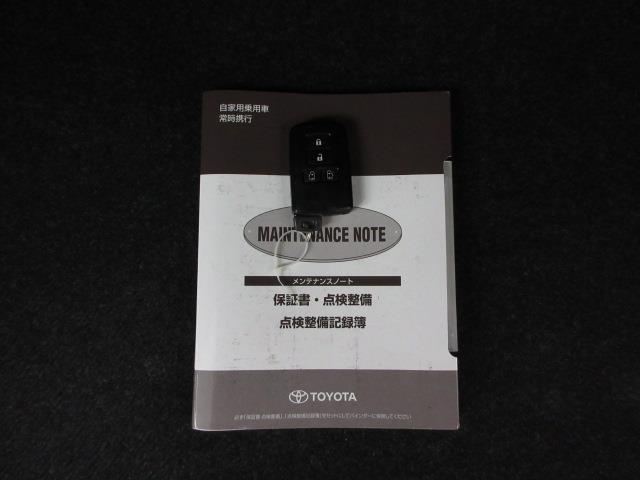 自家用乗用車
常時携行
MAINTENANCE NOTE
メンテナンスノート
保証書・点検整備
点検整備記録簿
TOYOTA